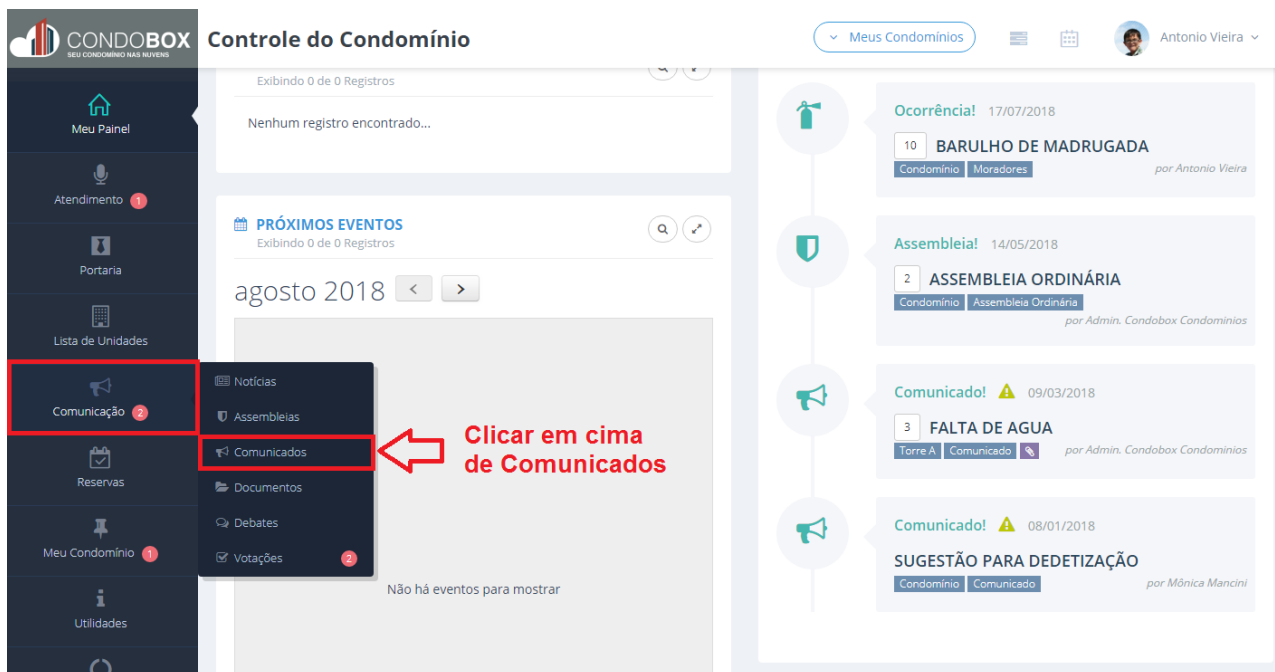 CONDOBOX
SEU CONDOMÍNIO NAS NUVENS
Controle do Condomínio
Meus Condomínios
Antonio Vieira
Meu Painel
Atendimento 1
Portaria
Lista de Unidades
Comunicação 2
Reservas
Meu Condomínio 1
Utilidades
Notícias
Assembleias
Comunicados
Documentos
Debates
Votações 2
Exibindo 0 de 0 Registros
Nenhum registro encontrado...
PRÓXIMOS EVENTOS
Exibindo 0 de 0 Registros
agosto 2018
Clicar em cima
de Comunicados
Não há eventos para mostrar
Ocorrência! 17/07/2018
10 BARULHO DE MADRUGADA
Condomínio Moradores por Antonio Vieira
Assembleia! 14/05/2018
2 ASSEMBLEIA ORDINÁRIA
Condomínio Assembleia Ordinária
por Admin. Condobox Condominios
Comunicado! 09/03/2018
3 FALTA DE AGUA
Torre A Comunicado por Admin. Condobox Condominios
Comunicado! 08/01/2018
SUGESTÃO PARA DEDETIZAÇÃO
Condomínio Comunicado por Mônica Mancini